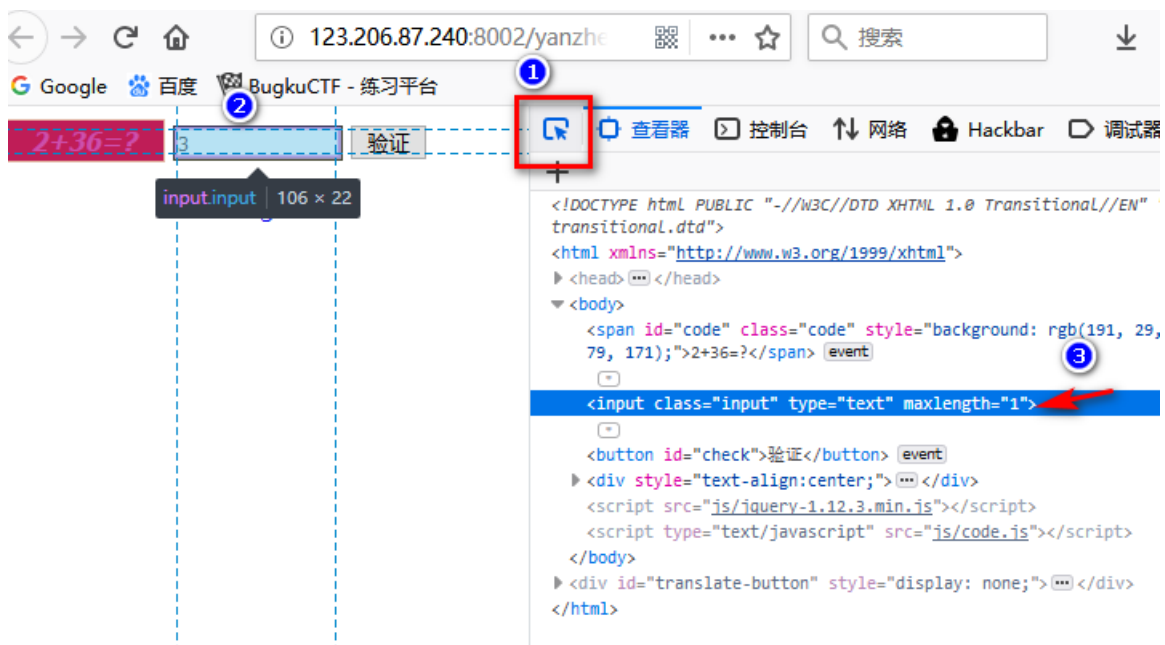 123.206.87.240:8002/yanzhe
搜索
Google 百度 BugkuCTF - 练习平台
1
2
2+36=? 3 验证
查看器 控制台 网络 Hackbar 调试器
input.input 106 × 22
<!DOCTYPE html PUBLIC "-//W3C//DTD XHTML 1.0 Transitional//EN"
transitional.dtd">
<html xmlns="http://www.w3.org/1999/xhtml">
<head> </head>
<body>
<span id="code" class="code" style="background: rgb(191, 29,
79, 171);">2+36=?</span> event
3
<input class="input" type="text" maxlength="1">
<button id="check">验证</button> event
<div style="text-align:center;"> </div>
<script src="js/jquery-1.12.3.min.js"></script>
<script type="text/javascript" src="js/code.js"></script>
</body>
<div id="translate-button" style="display: none;"> </div>
</html>